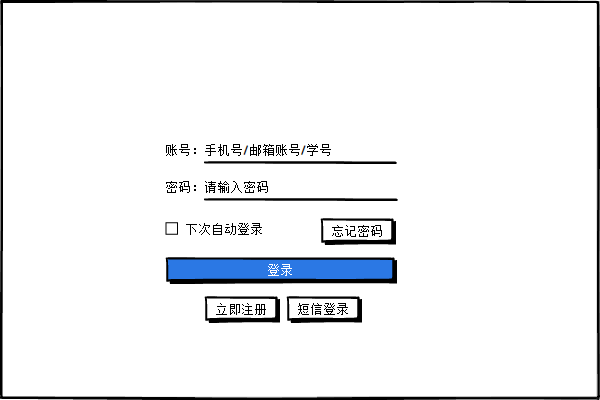 账号：手机号/邮箱账号/学号
密码：请输入密码
下次自动登录 忘记密码
登录
立即注册 短信登录